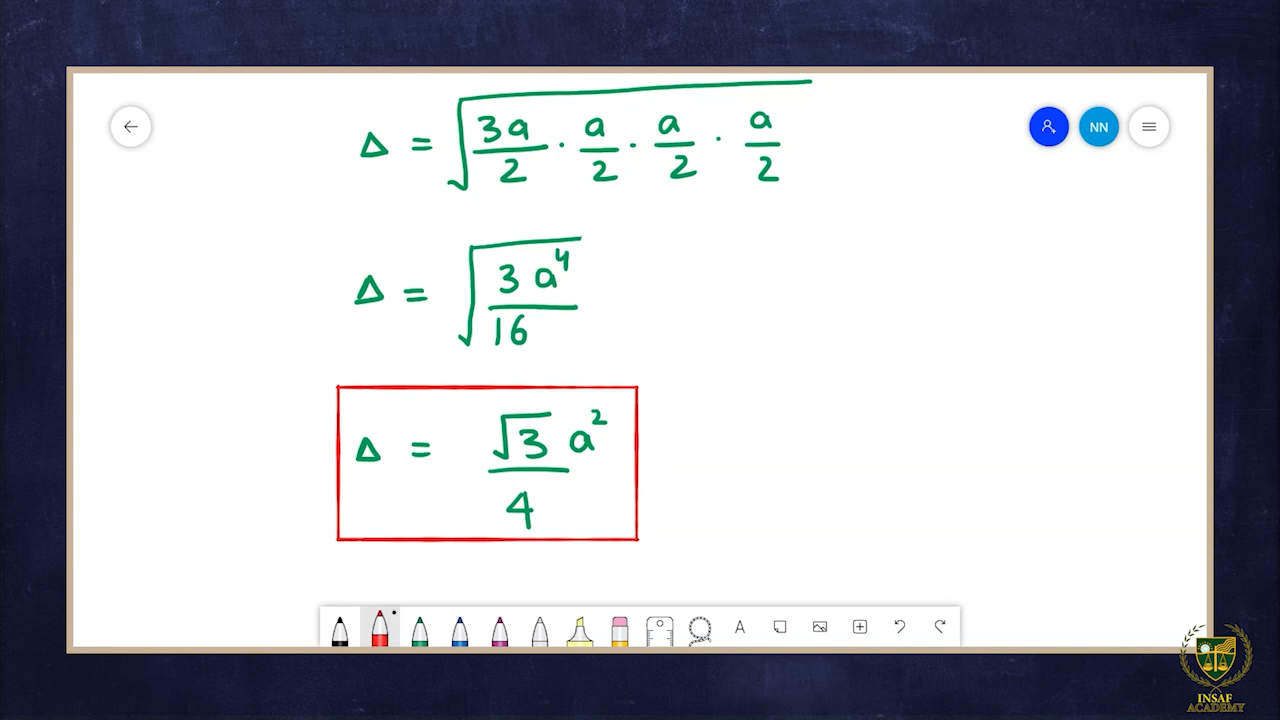 Δ = √(3a/2 · a/2 · a/2 · a/2)
NN
Δ = √(3a⁴/16)
Δ = √3/4 a²
A
INSAF
ACADEMY